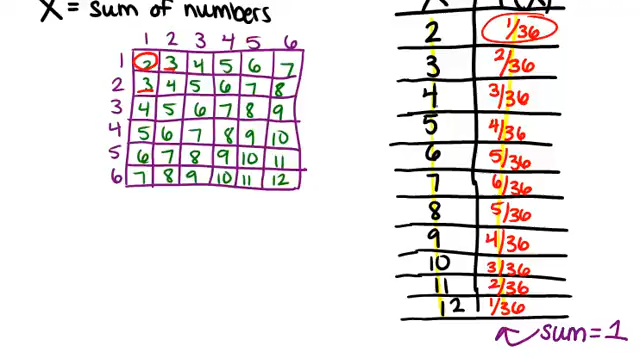 X = sum of numbers
1 2 3 4 5 6
1 2 3 4 5 6 7
2 3 4 5 6 7 8
3 4 5 6 7 8 9
4 5 6 7 8 9 10
5 6 7 8 9 10 11
6 7 8 9 10 11 12
2 1/36
3 2/36
4 3/36
5 4/36
6 5/36
7 6/36
8 5/36
9 4/36
10 3/36
11 2/36
12 1/36
sum = 1